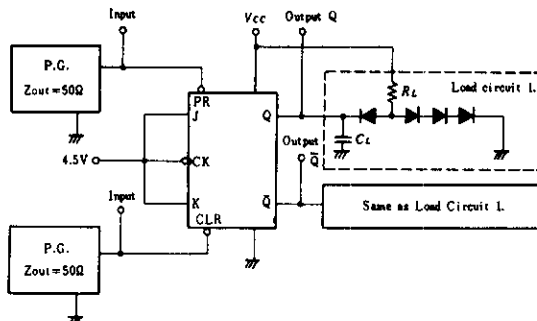 Input
Vcc
Output Q
P.G.
Zout=50Ω
Load circuit 1.
RL
PR
J
Q
CL
Output
Q̄
4.5V
CK
Input
K
Q̄
Same as Load Circuit 1.
CLR
P.G.
Zout=50Ω